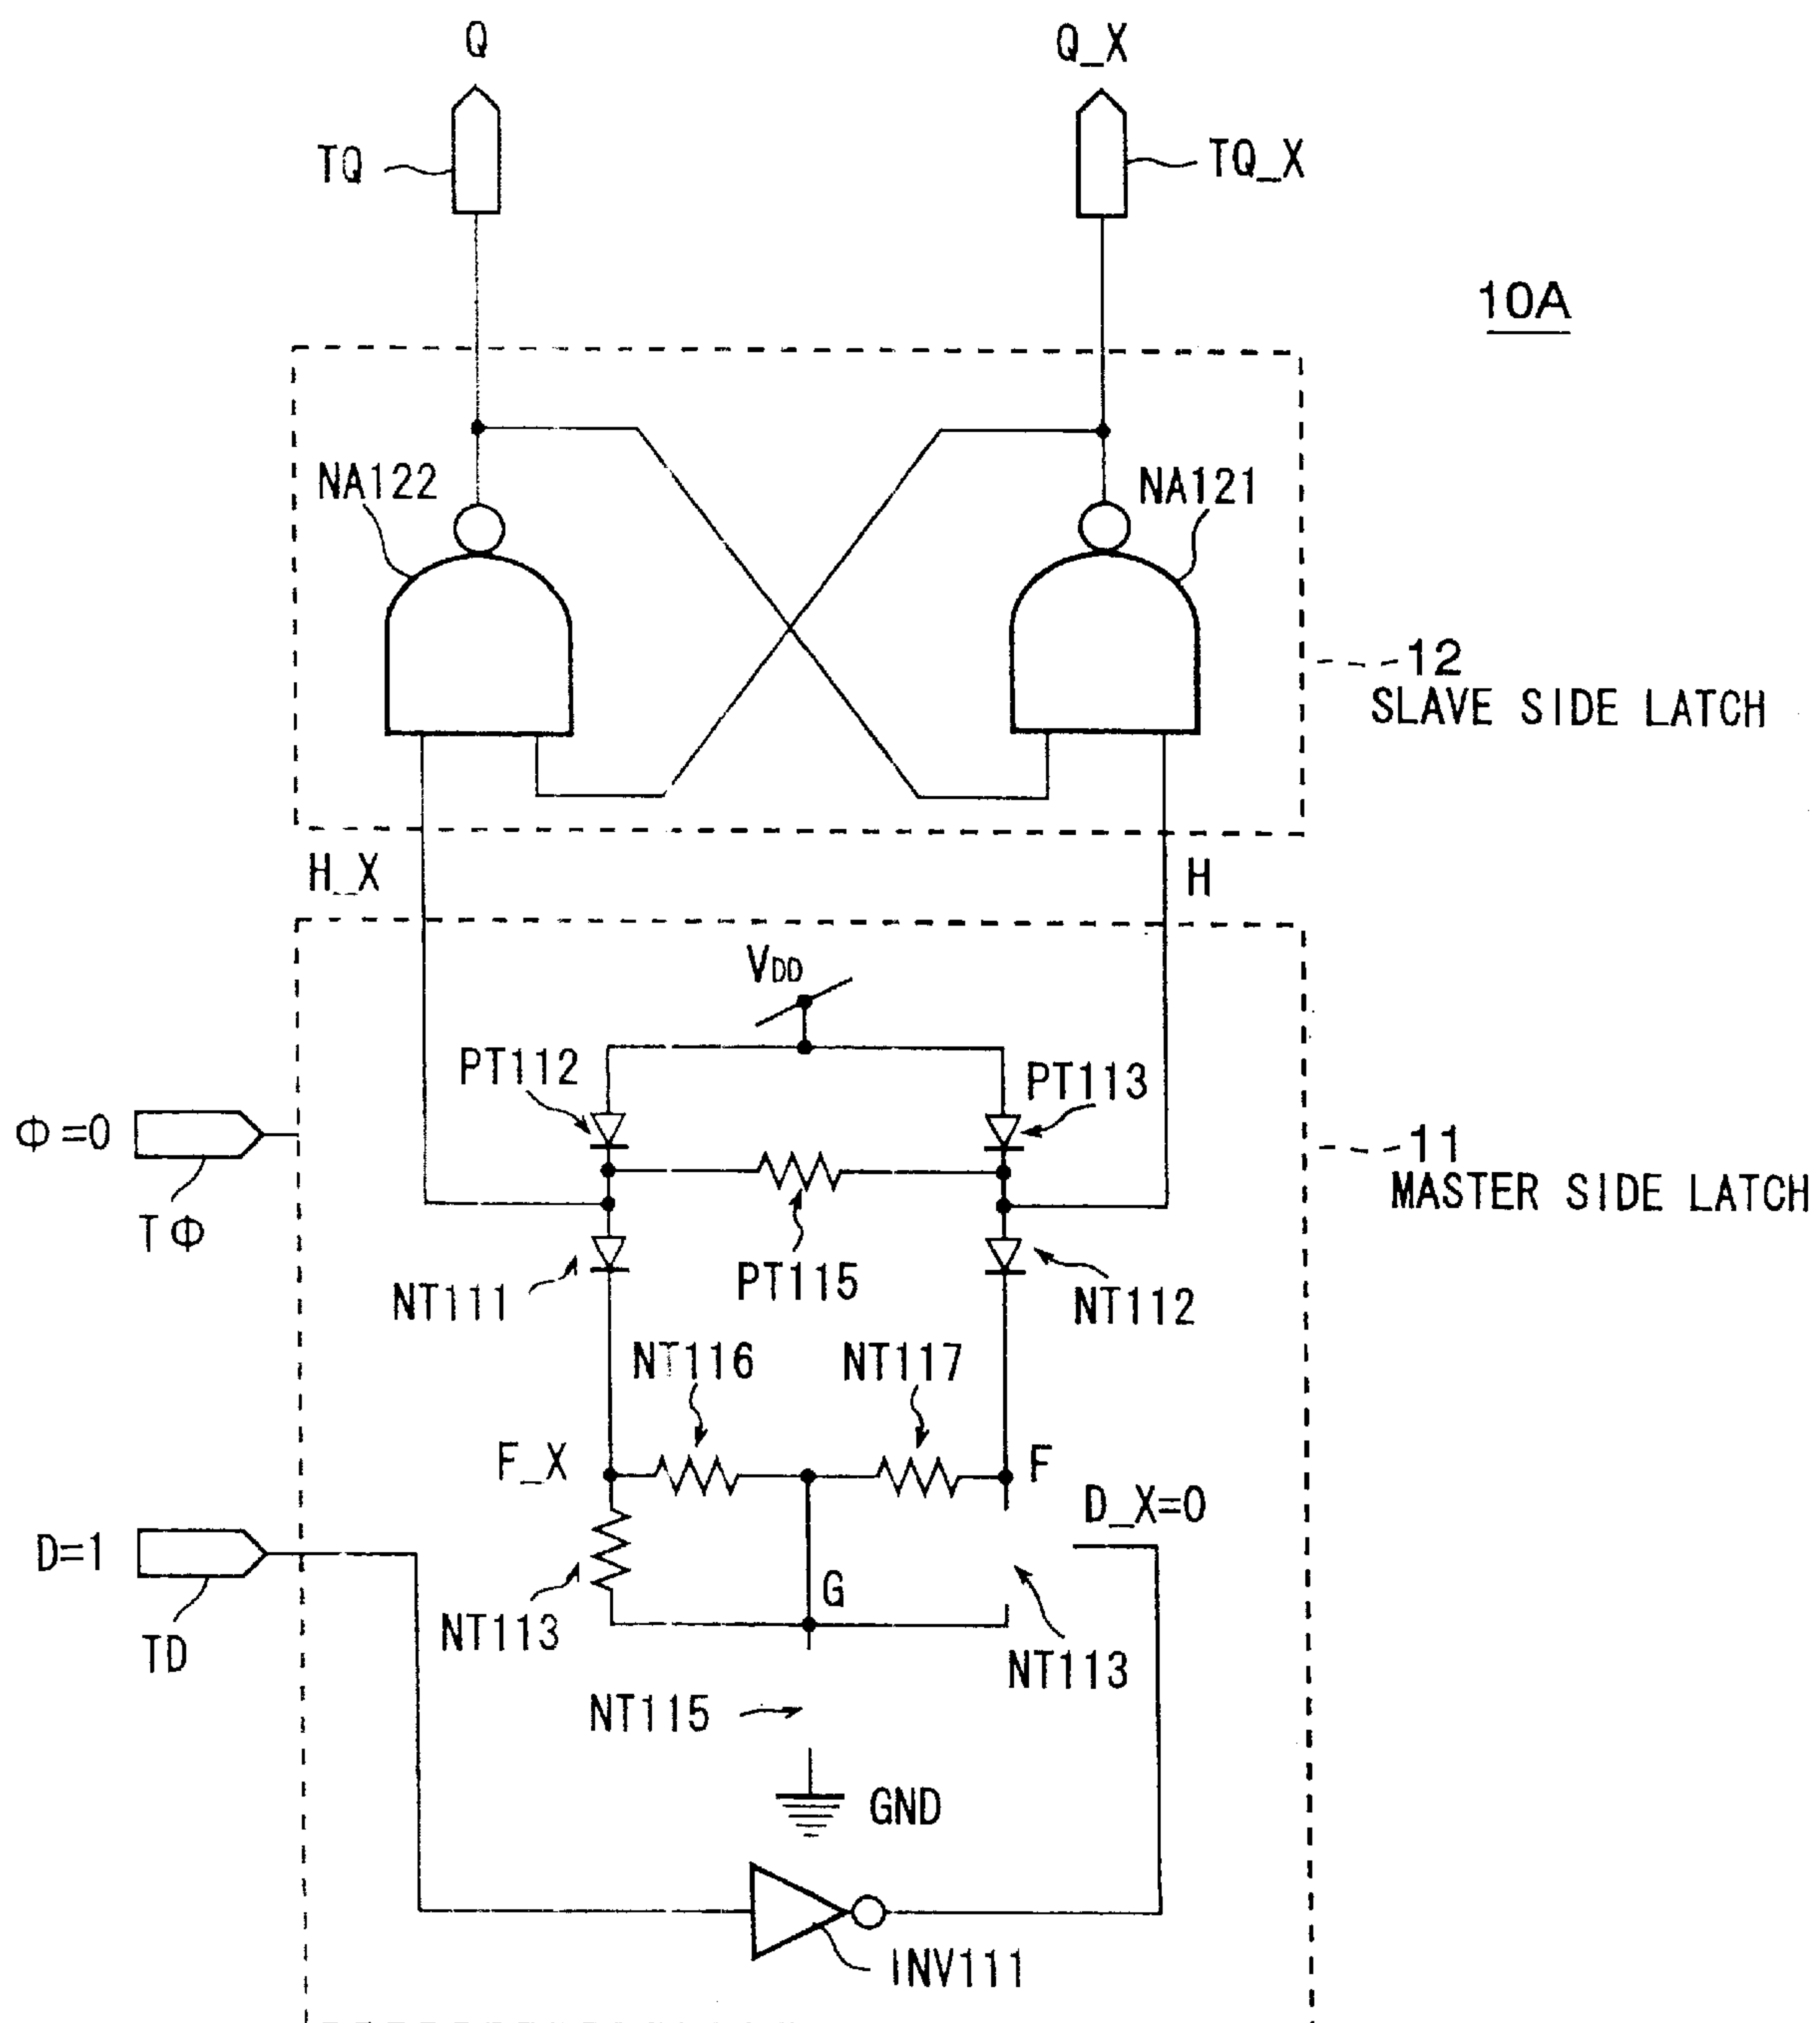 Q
Q_X
TQ
TQ_X
10A
NA122
NA121
12
SLAVE SIDE LATCH
H_X
H
VDD
PT112
PT113
Φ=0
11
MASTER SIDE LATCH
TΦ
NT111
PT115
NT112
NT116
NT117
F_X
F
D_X=0
D=1
G
NT113
TD
NT113
NT115
GND
INV111